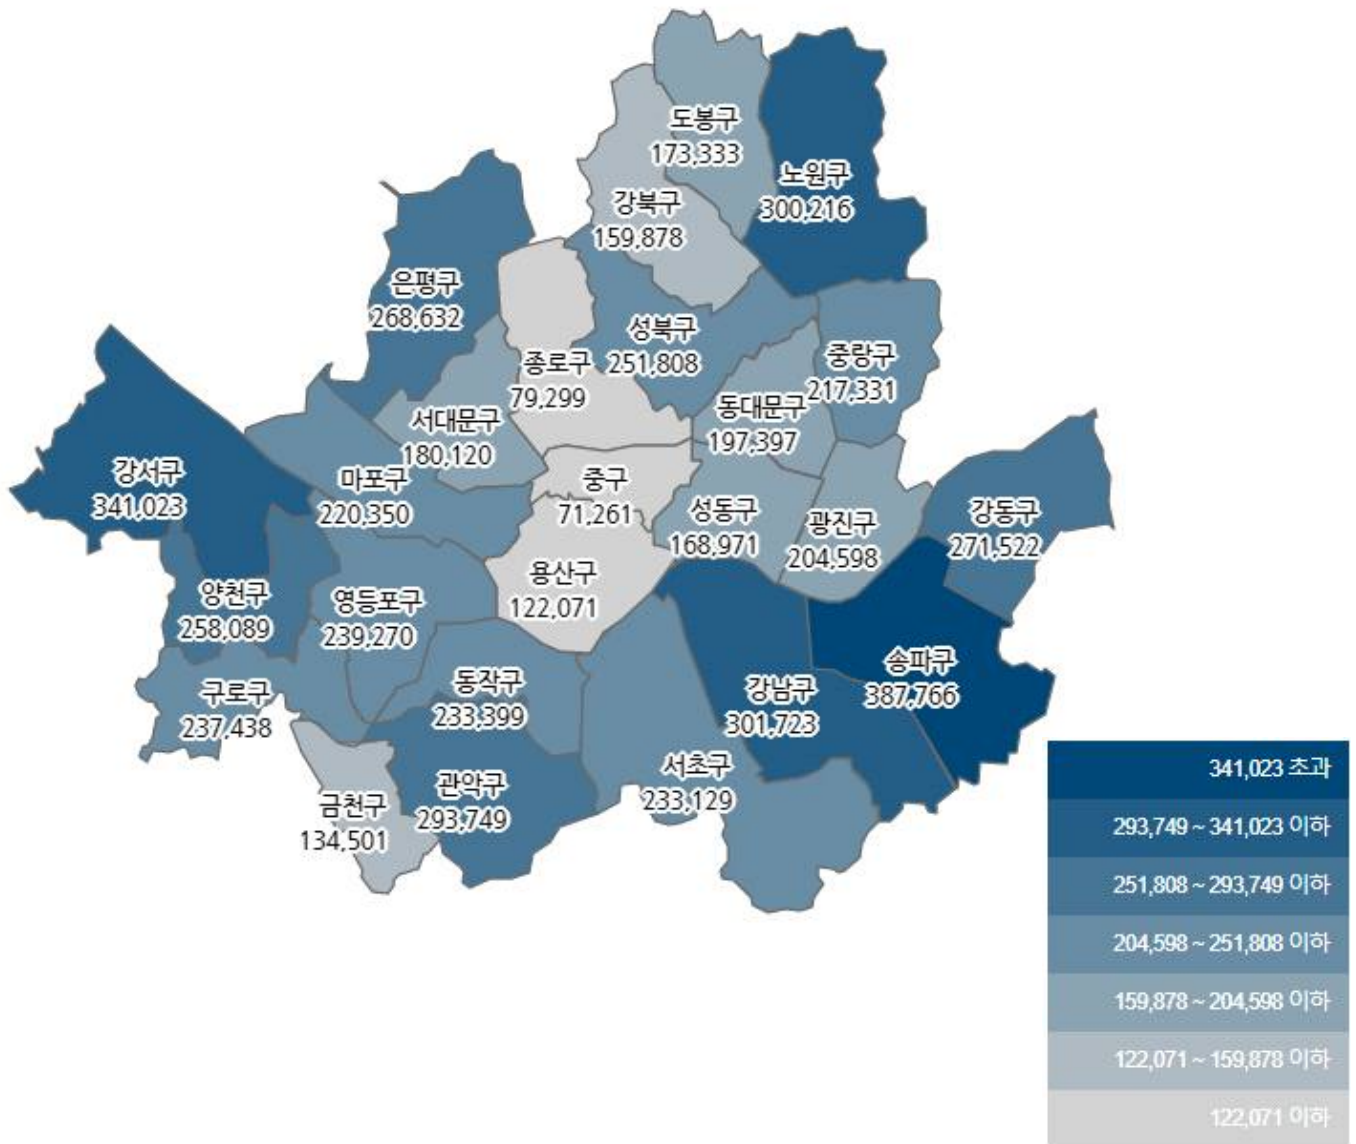 도봉구
173,333
노원구
300,216
강북구
159,878
은평구
268,632
성북구
251,808
중랑구
217,331
종로구
79,299
동대문구
197,397
서대문구
180,120
강서구
341,023
마포구
220,350
중구
71,261
성동구
168,971
광진구
204,598
강동구
271,522
용산구
122,071
양천구
258,089
영등포구
239,270
송파구
387,766
구로구
237,438
동작구
233,399
강남구
301,723
서초구
233,129
관악구
293,749
금천구
134,501
341,023 초과
293,749 ~ 341,023 이하
251,808 ~ 293,749 이하
204,598 ~ 251,808 이하
159,878 ~ 204,598 이하
122,071 ~ 159,878 이하
122,071 이하